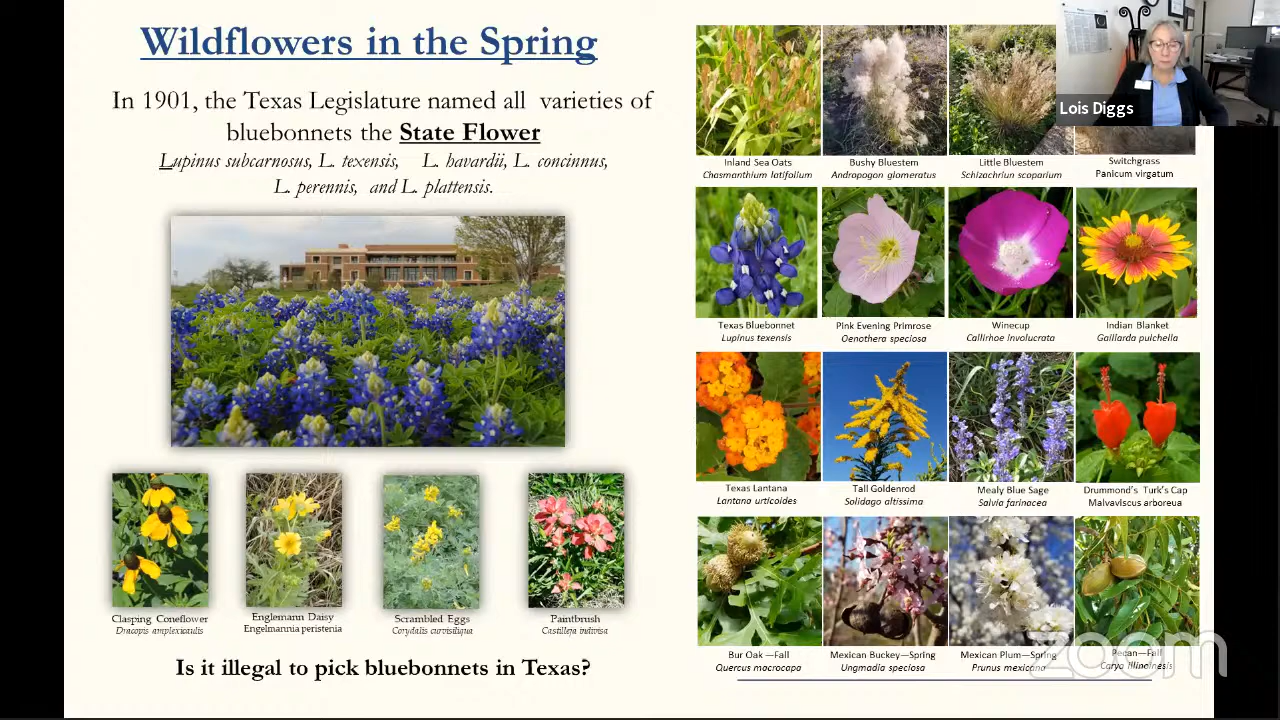 Wildflowers in the Spring
In 1901, the Texas Legislature named all varieties of
bluebonnets the State Flower
Lupinus subcarnosus, L. texensis, L. havardii, L. concinnus,
L. perennis, and L. plattensis.
Clasping Coneflower
Dracopis amplexicaulis
Englemann Daisy
Engelmannia peristenia
Scrambled Eggs
Corydalis curvisiliqua
Paintbrush
Castilleja indivisa
Is it illegal to pick bluebonnets in Texas?
Lois Diggs
Inland Sea Oats
Chasmanthium latifolium
Bushy Bluestem
Andropogon glomeratus
Little Bluestem
Schizachriun scoparium
Switchgrass
Panicum virgatum
Texas Bluebonnet
Lupinus texensis
Pink Evening Primrose
Oenothera speciosa
Winecup
Callirhoe involucrata
Indian Blanket
Gaillarda pulchella
Texas Lantana
Lantana urticoides
Tall Goldenrod
Solidago altissima
Mealy Blue Sage
Salvia farinacea
Drummond's Turk's Cap
Malvaviscus arboreua
Bur Oak —Fall
Quercus macrocapa
Mexican Buckey—Spring
Ungmadia speciosa
Mexican Plum—Spring
Prunus mexicana
Pecan—Fall
Carya illineinesis
zoom